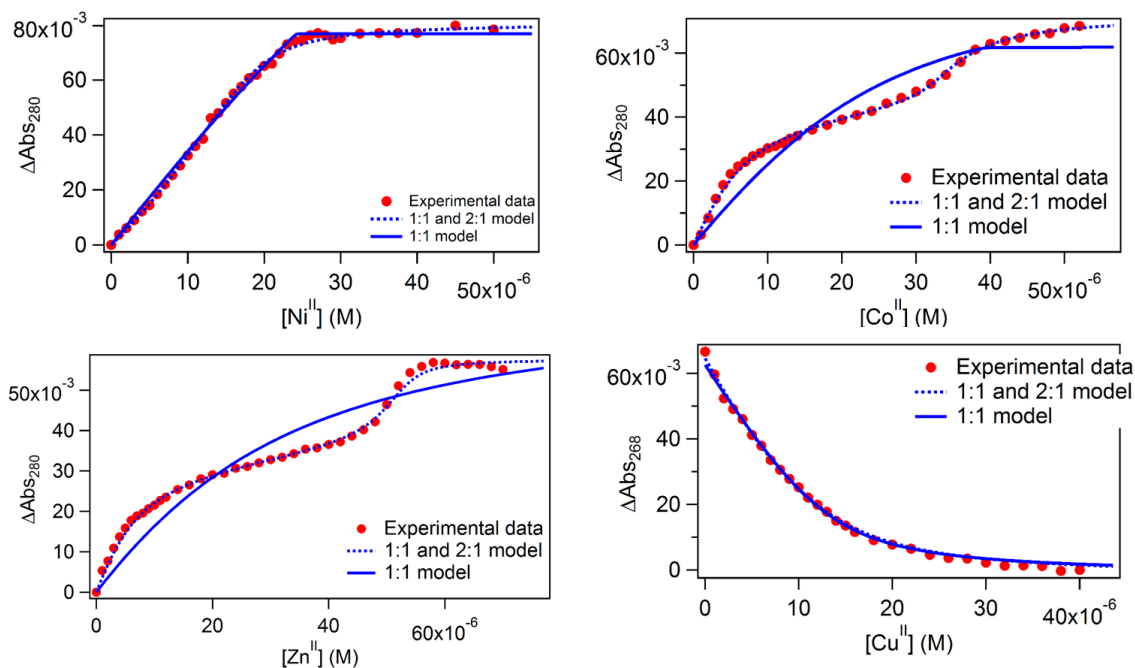 80x10⁻³
60
40
20
0
ΔAbs₂₈₀
Experimental data
1:1 and 2:1 model
1:1 model
0
10
20
30
40
50x10⁻⁶
[Niᴵᴵ] (M)
60x10⁻³
40
20
0
ΔAbs₂₈₀
Experimental data
1:1 and 2:1 model
1:1 model
0
10
20
30
40
50x10⁻⁶
[Coᴵᴵ] (M)
50x10⁻³
40
30
20
10
0
ΔAbs₂₈₀
Experimental data
1:1 and 2:1 model
1:1 model
0
20
40
60x10⁻⁶
[Znᴵᴵ] (M)
60x10⁻³
40
20
0
ΔAbs₂₆₈
Experimental data
1:1 and 2:1 model
1:1 model
0
10
20
30
40x10⁻⁶
[Cuᴵᴵ] (M)